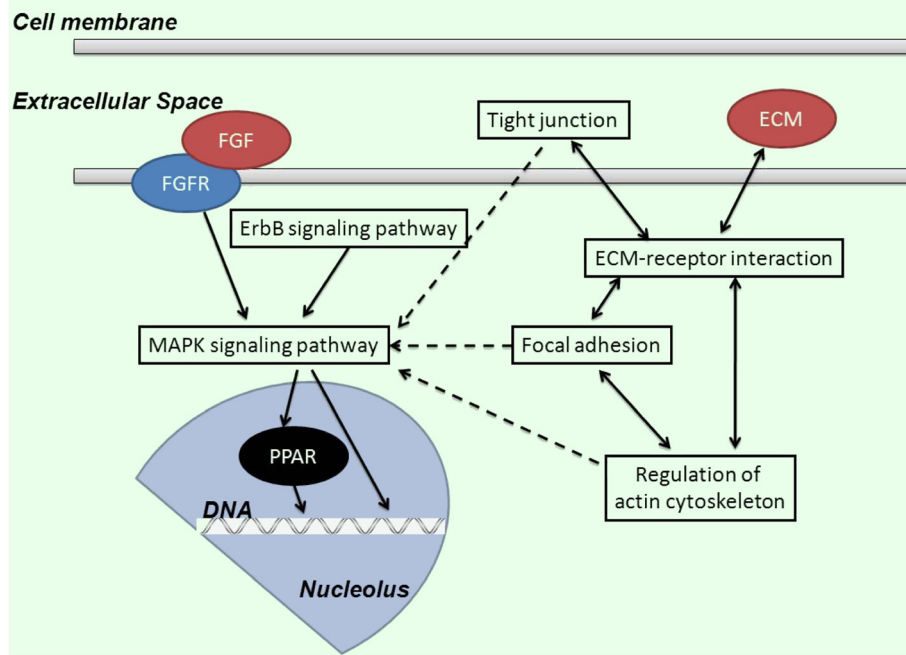 Cell membrane
Extracellular Space
FGF
Tight junction
ECM
FGFR
ErbB signaling pathway
ECM-receptor interaction
MAPK signaling pathway
Focal adhesion
PPAR
Regulation of
actin cytoskeleton
DNA
Nucleolus